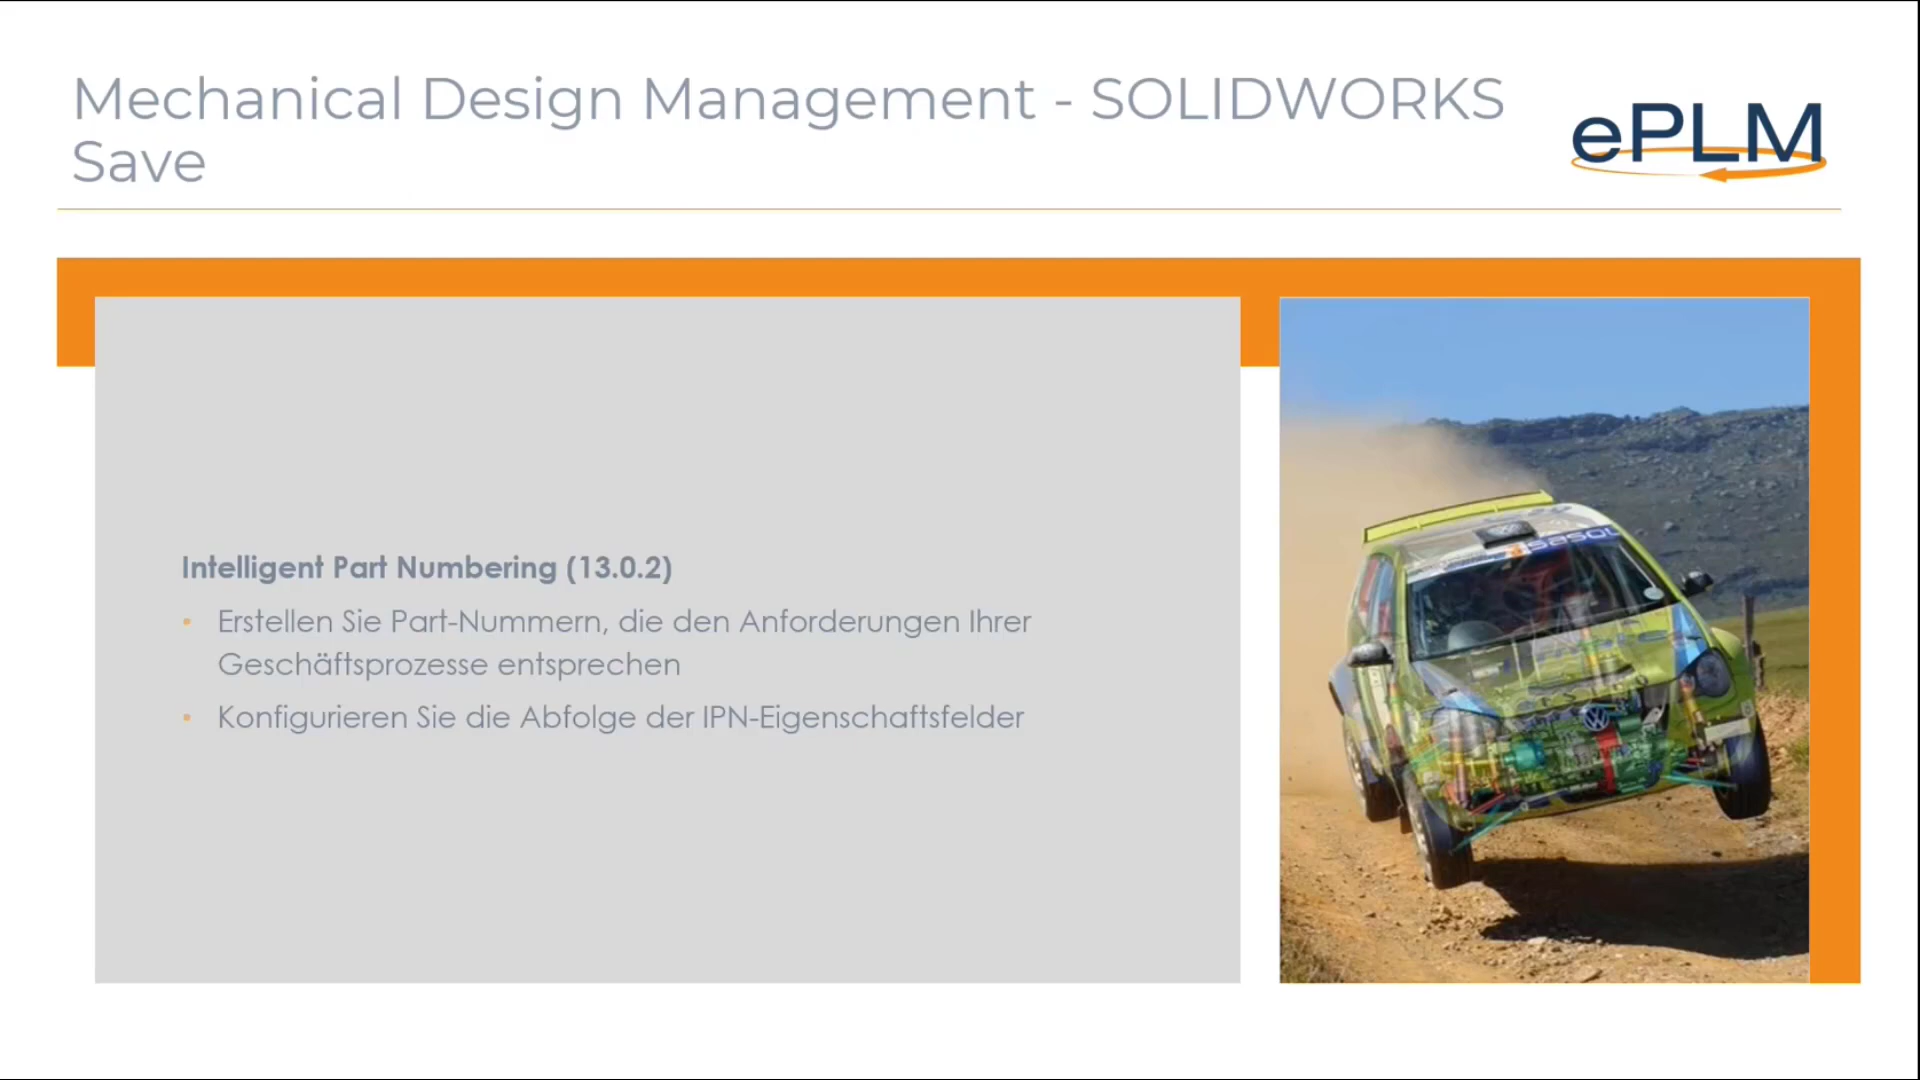 Mechanical Design Management - SOLIDWORKS
Save
ePLM
Intelligent Part Numbering (13.0.2)
• Erstellen Sie Part-Nummern, die den Anforderungen Ihrer
Geschäftsprozesse entsprechen
• Konfigurieren Sie die Abfolge der IPN-Eigenschaftsfelder
sasol